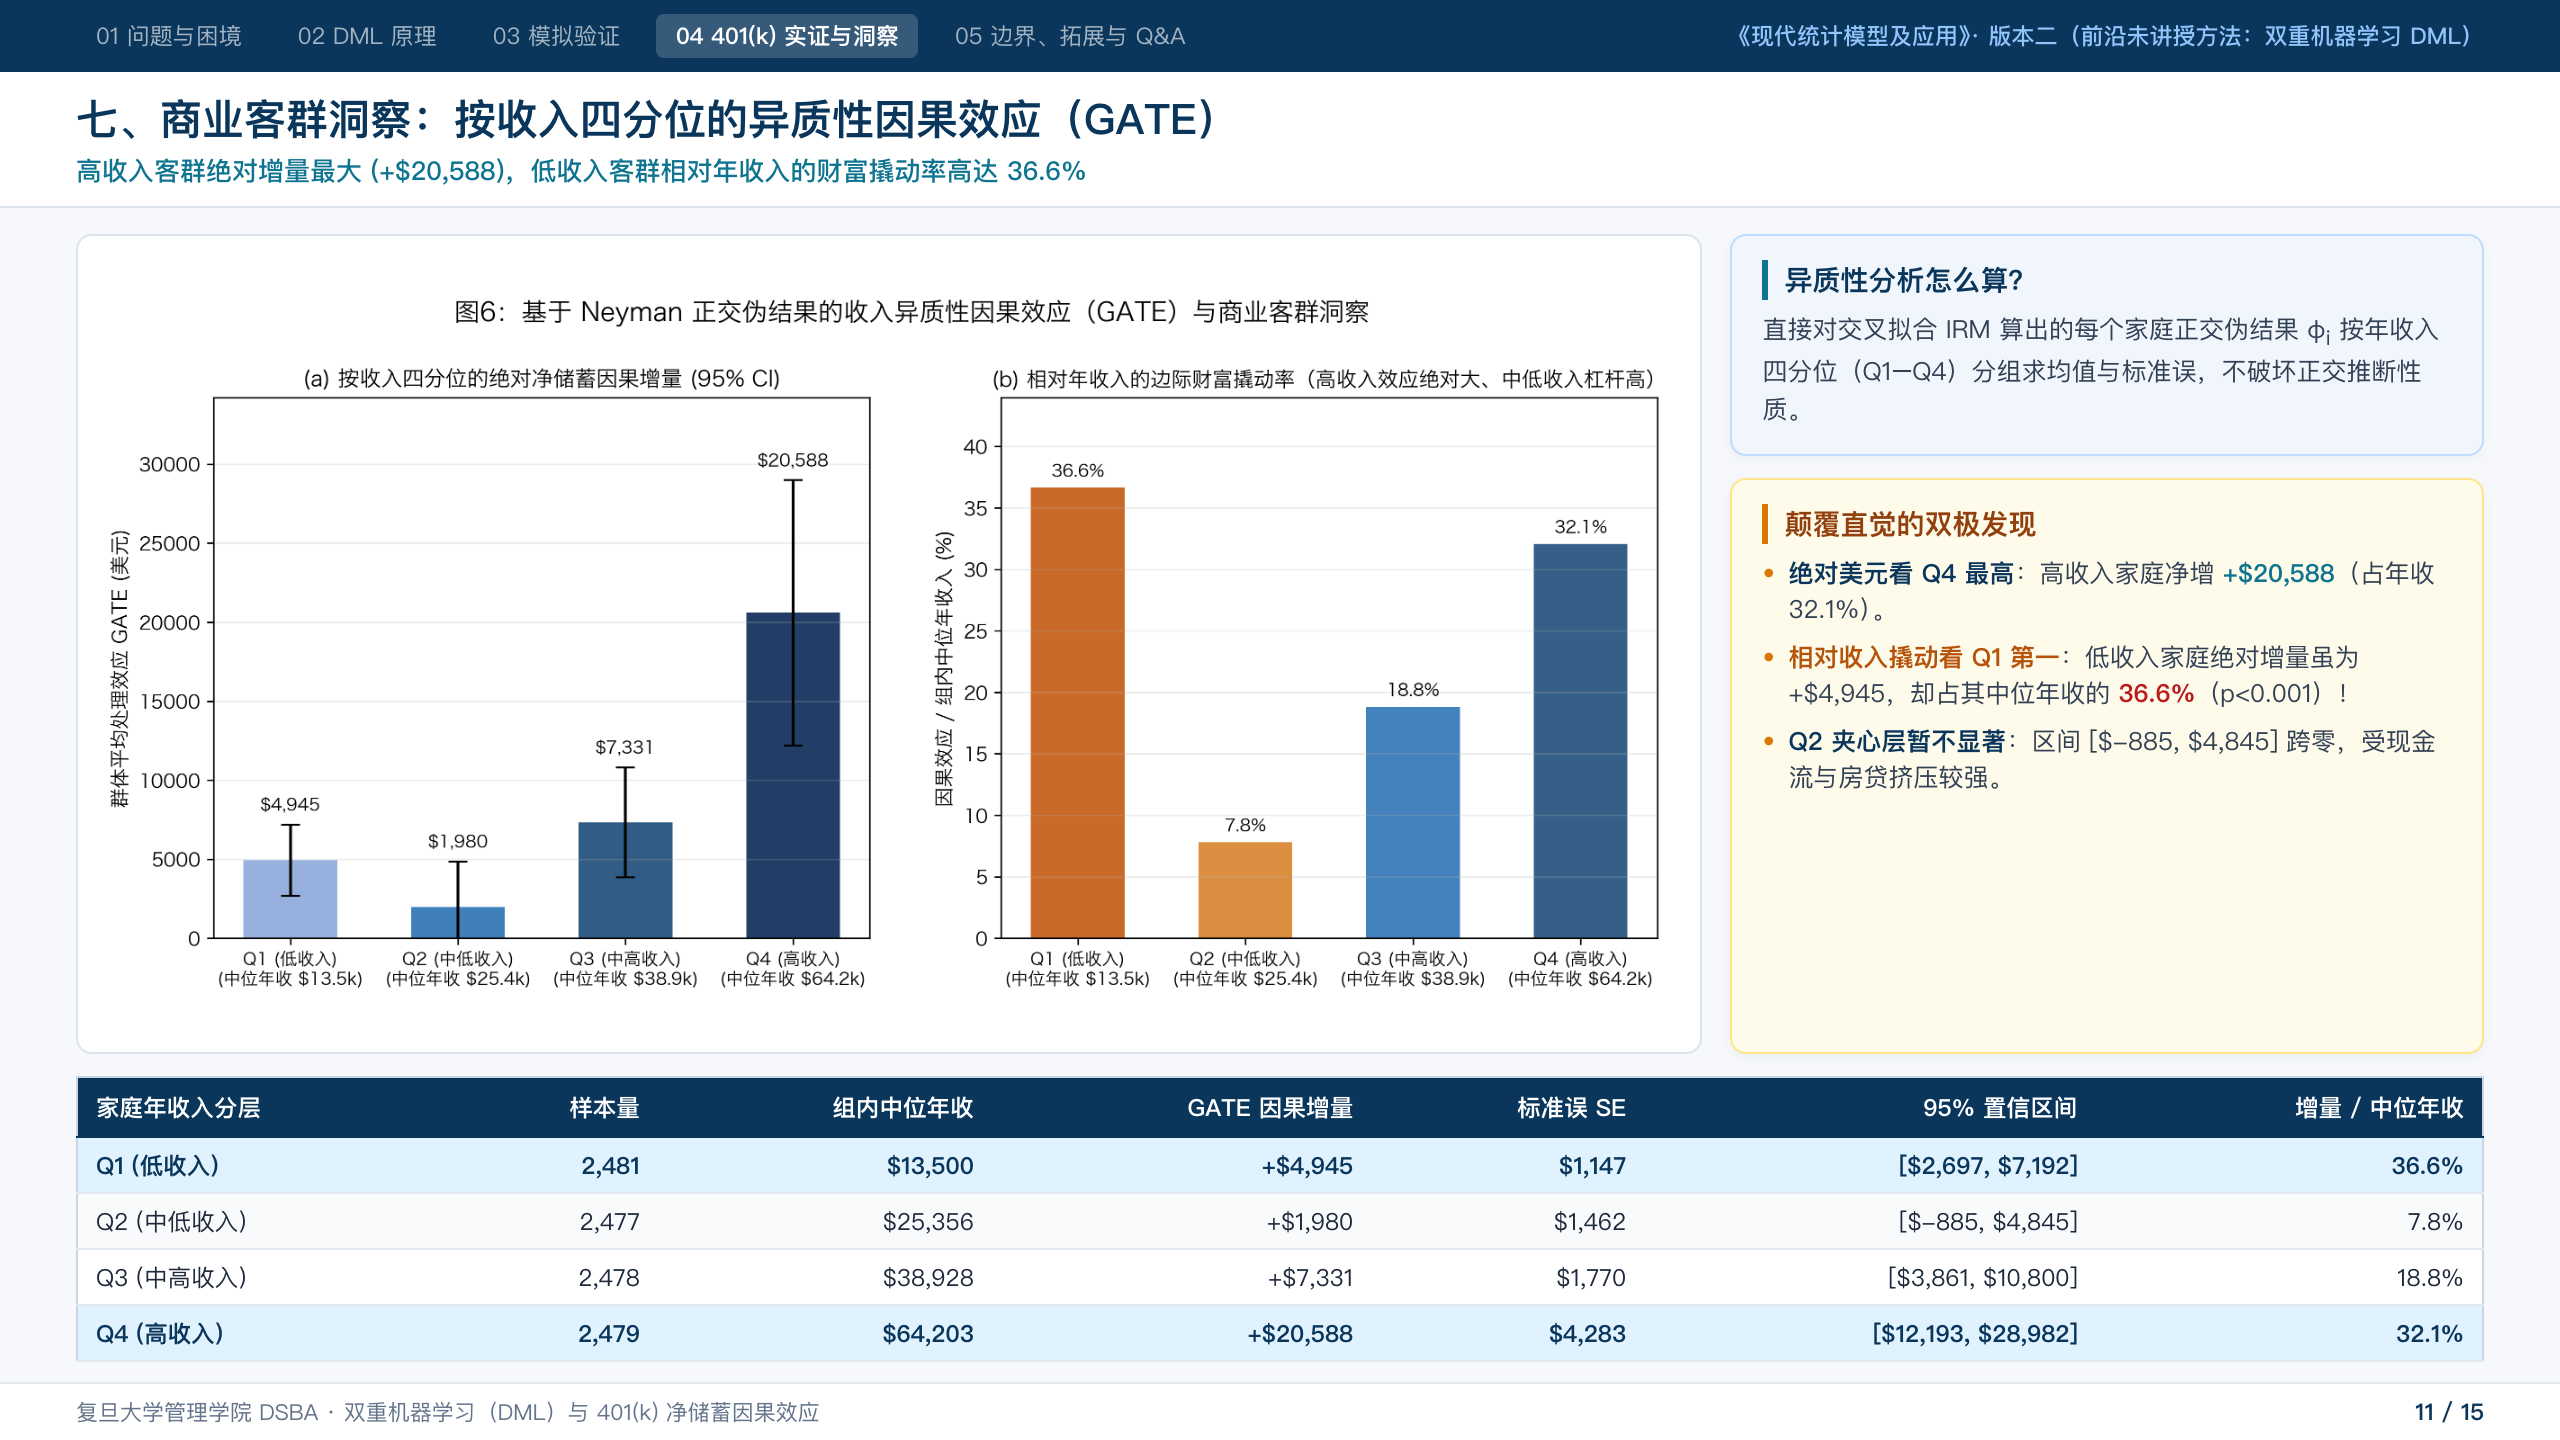 01 问题与困境
02 DML 原理
03 模拟验证
04 401(k) 实证与洞察
05 边界、拓展与 Q&A
《现代统计模型及应用》· 版本二（前沿未讲授方法：双重机器学习 DML）
七、商业客群洞察：按收入四分位的异质性因果效应（GATE）
高收入客群绝对增量最大 (+$20,588)，低收入客群相对年收入的财富撬动率高达 36.6%
图6：基于 Neyman 正交伪结果的收入异质性因果效应（GATE）与商业客群洞察
(a) 按收入四分位的绝对净储蓄因果增量 (95% CI)
群体平均处理效应 GATE (美元)
30000
25000
20000
15000
10000
5000
0
$4,945
$1,980
$7,331
$20,588
Q1 (低收入)
(中位年收 $13.5k)
Q2 (中低收入)
(中位年收 $25.4k)
Q3 (中高收入)
(中位年收 $38.9k)
Q4 (高收入)
(中位年收 $64.2k)
(b) 相对年收入的边际财富撬动率（高收入效应绝对大、中低收入杠杆高）
因果效应 / 组内中位年收入 (%)
40
35
30
25
20
15
10
5
0
36.6%
7.8%
18.8%
32.1%
Q1 (低收入)
(中位年收 $13.5k)
Q2 (中低收入)
(中位年收 $25.4k)
Q3 (中高收入)
(中位年收 $38.9k)
Q4 (高收入)
(中位年收 $64.2k)
异质性分析怎么算?
直接对交叉拟合 IRM 算出的每个家庭正交伪结果 ϕi 按年收入
四分位（Q1—Q4）分组求均值与标准误，不破坏正交推断性
质。
颠覆直觉的双极发现
• 绝对美元看 Q4 最高：高收入家庭净增 +$20,588（占年收
32.1%）。
• 相对收入撬动看 Q1 第一：低收入家庭绝对增量虽为
+$4,945，却占其中位年收的 36.6%（p<0.001）！
• Q2 夹心层暂不显著：区间 [$−885, $4,845] 跨零，受现金
流与房贷挤压较强。
家庭年收入分层 样本量 组内中位年收 GATE 因果增量 标准误 SE 95% 置信区间 增量 / 中位年收
Q1 (低收入) 2,481 $13,500 +$4,945 $1,147 [$2,697, $7,192] 36.6%
Q2 (中低收入) 2,477 $25,356 +$1,980 $1,462 [$−885, $4,845] 7.8%
Q3 (中高收入) 2,478 $38,928 +$7,331 $1,770 [$3,861, $10,800] 18.8%
Q4 (高收入) 2,479 $64,203 +$20,588 $4,283 [$12,193, $28,982] 32.1%
复旦大学管理学院 DSBA · 双重机器学习（DML）与 401(k) 净储蓄因果效应
11 / 15